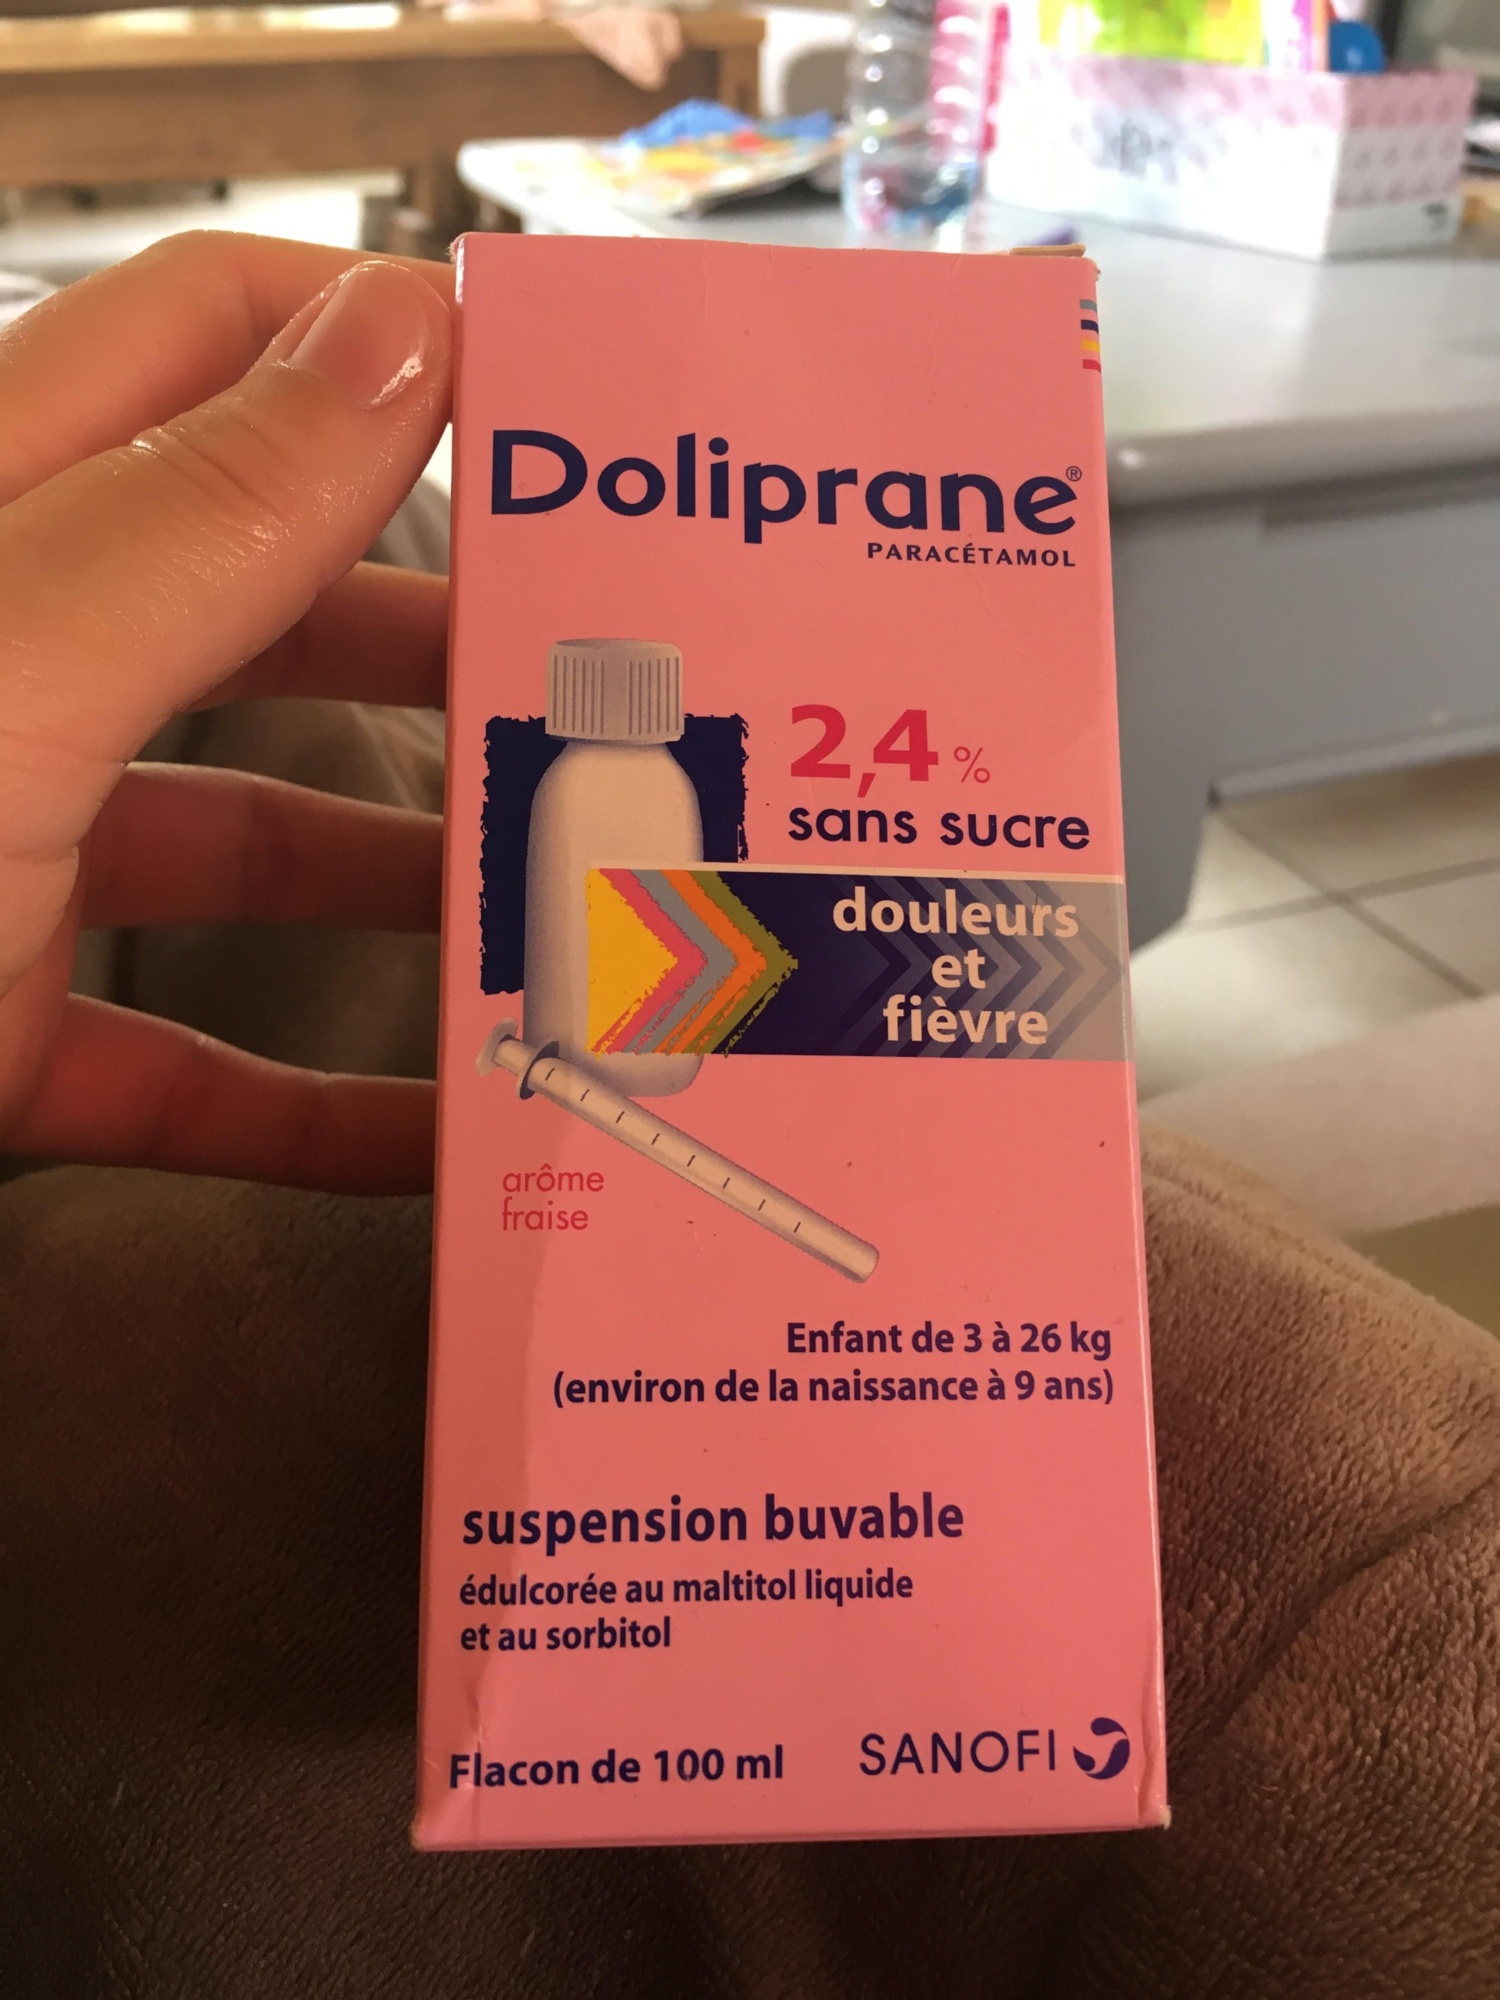 Doliprane®
PARACÉTAMOL
2,4 %
sans sucre
douleurs
et
fièvre
arôme
fraise
Enfant de 3 à 26 kg
(environ de la naissance à 9 ans)
suspension buvable
édulcorée au maltitol liquide
et au sorbitol
Flacon de 100 ml
SANOFI